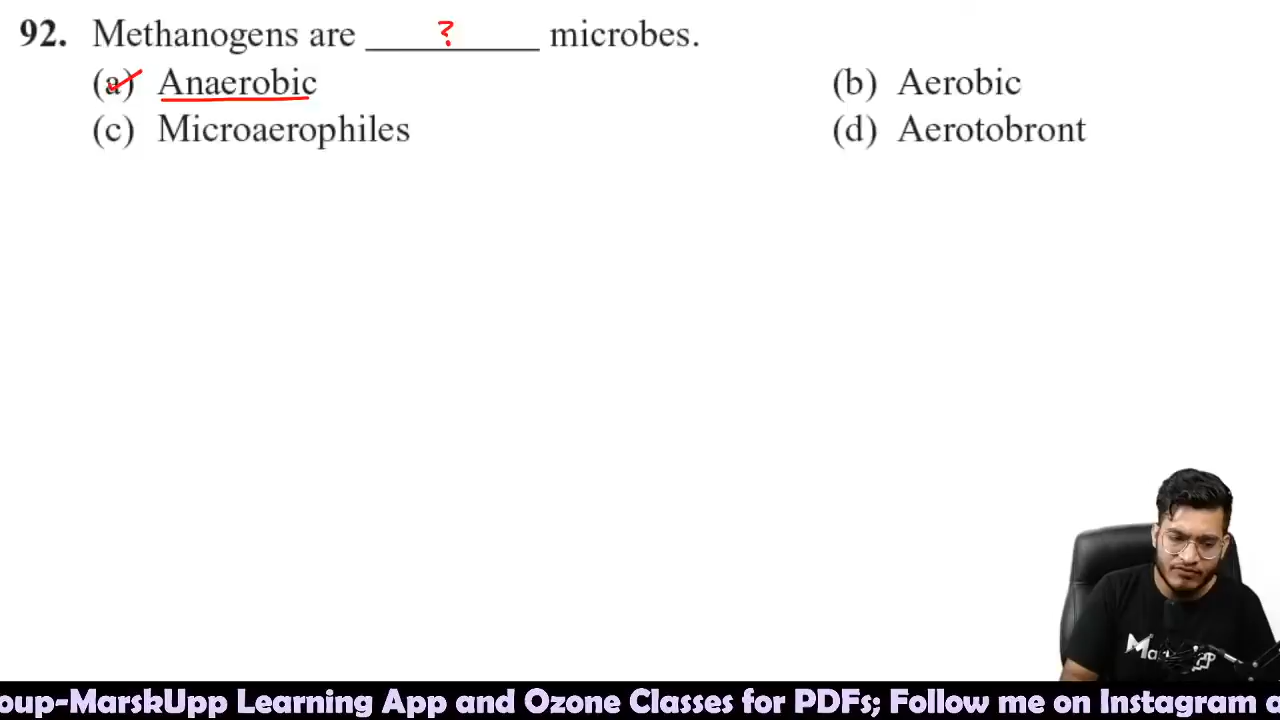 92. Methanogens are ____?____ microbes.
(a) Anaerobic (b) Aerobic
(c) Microaerophiles (d) Aerotobront
oup-MarskUpp Learning App and Ozone Classes for PDFs; Follow me on Instagram a